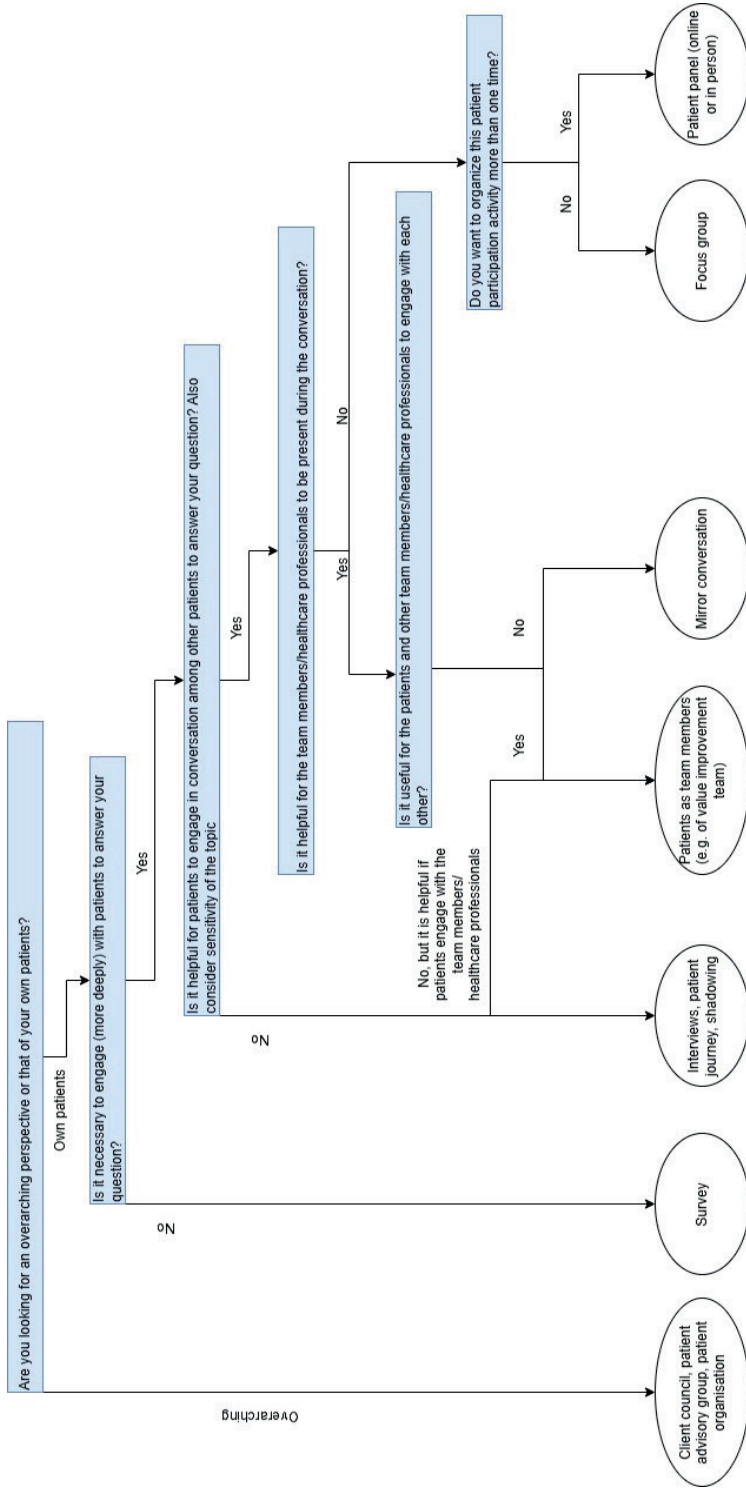 Are you looking for an overarching perspective or that of your own patients?
Own patients
Overarching
Is it necessary to engage (more deeply) with patients to answer your
question?
Yes
No
Is it helpful for patients to engage in conversation among other patients to answer your question? Also
consider sensitivity of the topic
Yes
No
Is it helpful for the team members/healthcare professionals to be present during the conversation?
No
Yes
Is it useful for the patients and other team members/healthcare professionals to engage with each
other?
No, but it is helpful if
patients engage with the
team members/
healthcare professionals
Yes
No
Do you want to organize this patient
participation activity more than one time?
No
Yes
Client council, patient
advisory group, patient
organisation
Survey
Interviews, patient
journey, shadowing
Patients as team members
(e.g. of value improvement
team)
Mirror conversation
Focus group
Patient panel (online
or in person)